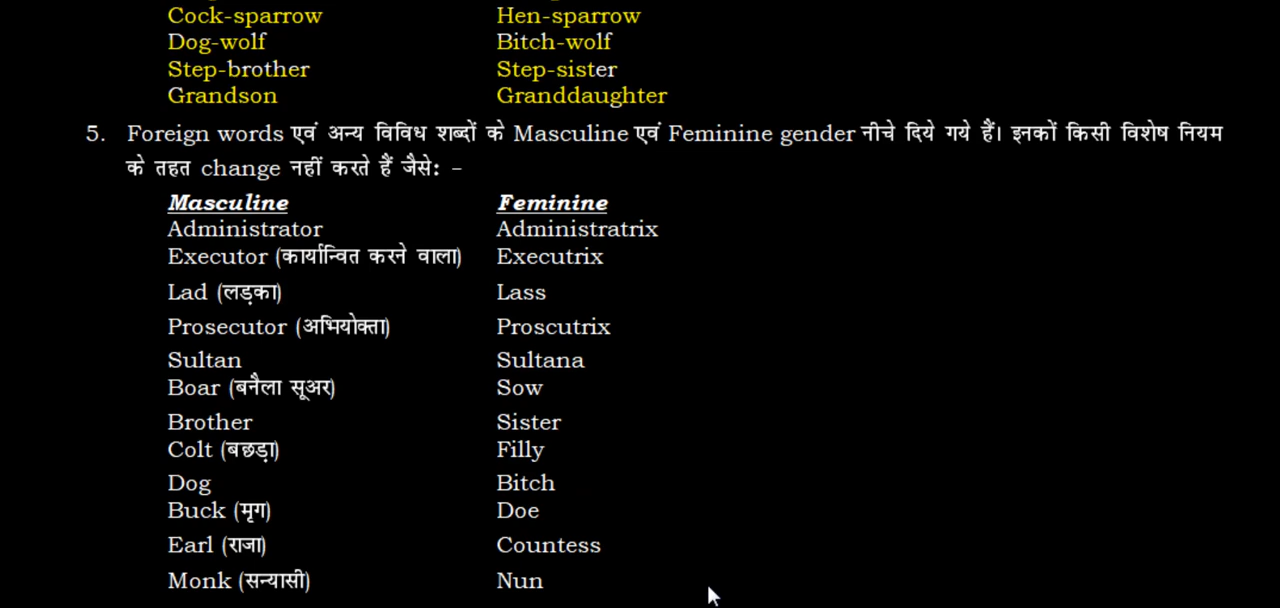 Cock-sparrow Hen-sparrow
Dog-wolf Bitch-wolf
Step-brother Step-sister
Grandson Granddaughter
5. Foreign words एवं अन्य विविध शब्दों के Masculine एवं Feminine gender नीचे दिये गये हैं। इनकों किसी विशेष नियम
के तहत change नहीं करते हैं जैसे: –
Masculine Feminine
Administrator Administratrix
Executor (कार्यान्वित करने वाला) Executrix
Lad (लड़का) Lass
Prosecutor (अभियोक्ता) Proscutrix
Sultan Sultana
Boar (बनैला सूअर) Sow
Brother Sister
Colt (बछड़ा) Filly
Dog Bitch
Buck (मृग) Doe
Earl (राजा) Countess
Monk (सन्यासी) Nun